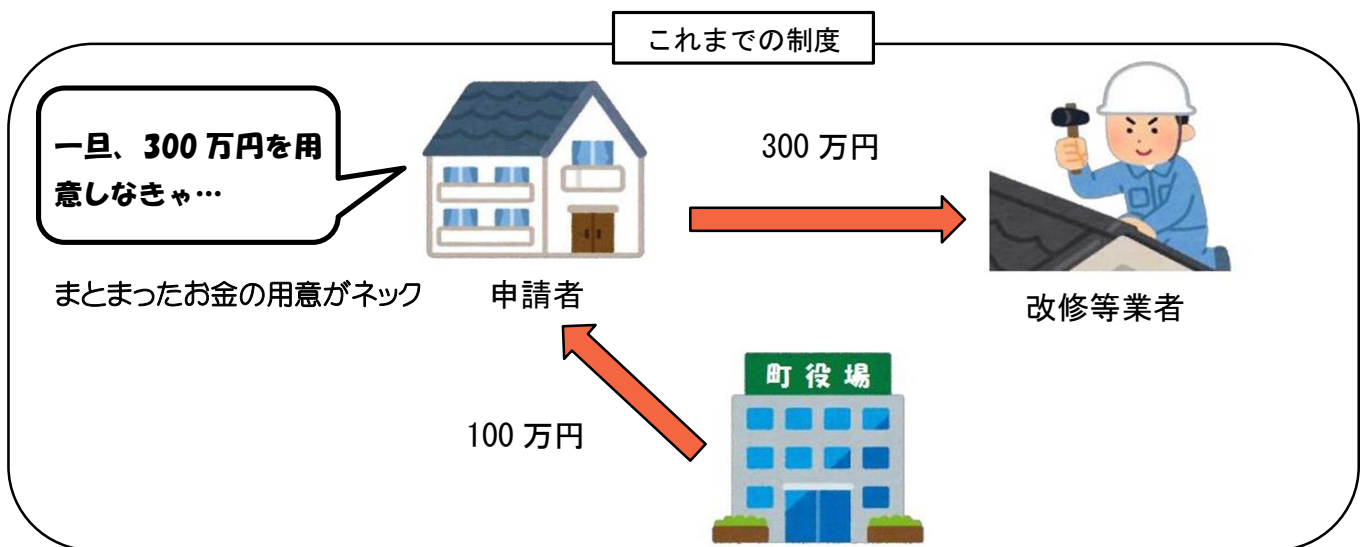 これまでの制度
一旦、300万円を用
意しなきゃ…
まとまったお金の用意がネック
申請者
300万円
改修等業者
100万円
町役場